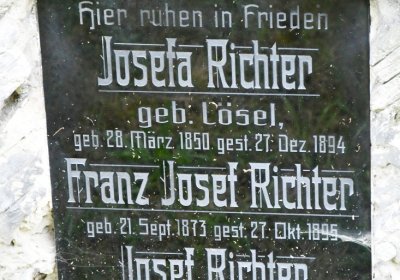 Hier ruhen in Frieden
Josefa Richter
geb. Lösel,
geb. 28. März 1850 gest. 27. Dez. 1894
Franz Josef Richter
geb. 21. Sept. 1873 gest. 27. Okt. 1895
Josef Richter